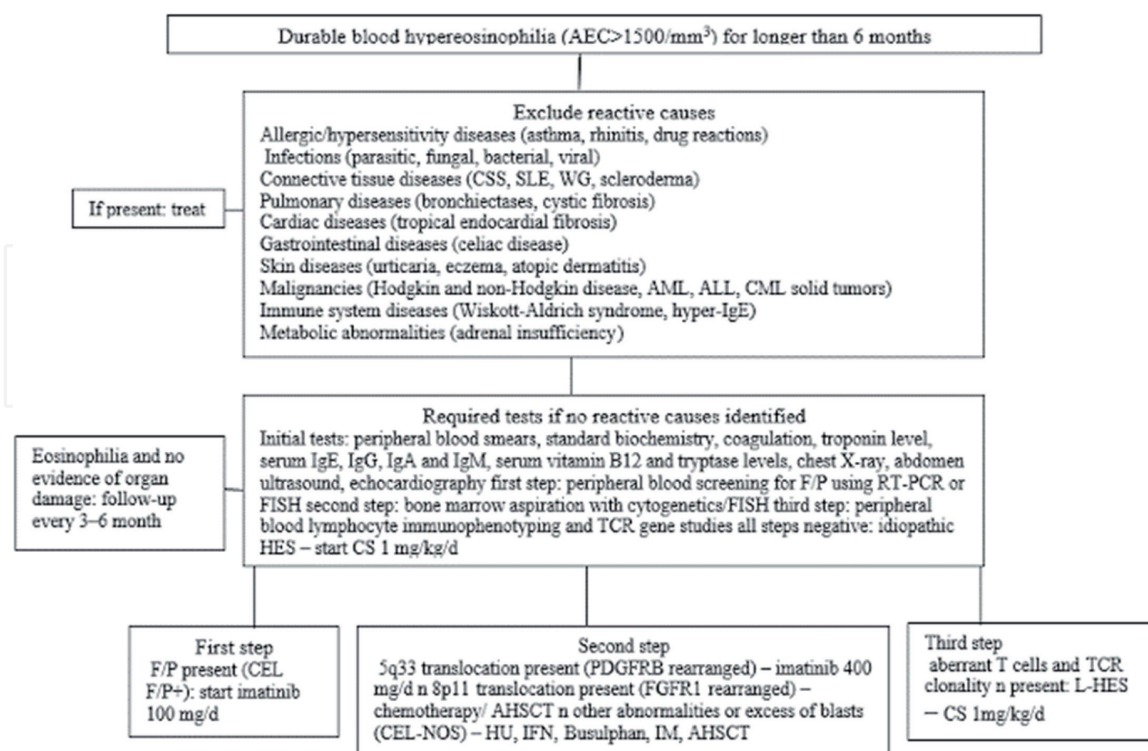 Durable blood hypereosinophilia (AEC>1500/mm³) for longer than 6 months
Exclude reactive causes
Allergic/hypersensitivity diseases (asthma, rhinitis, drug reactions)
Infections (parasitic, fungal, bacterial, viral)
Connective tissue diseases (CSS, SLE, WG, scleroderma)
Pulmonary diseases (bronchiectases, cystic fibrosis)
Cardiac diseases (tropical endocardial fibrosis)
Gastrointestinal diseases (celiac disease)
Skin diseases (urticaria, eczema, atopic dermatitis)
Malignancies (Hodgkin and non-Hodgkin disease, AML, ALL, CML solid tumors)
Immune system diseases (Wiskott-Aldrich syndrome, hyper-IgE)
Metabolic abnormalities (adrenal insufficiency)
If present: treat
Required tests if no reactive causes identified
Initial tests: peripheral blood smears, standard biochemistry, coagulation, troponin level,
serum IgE, IgG, IgA and IgM, serum vitamin B12 and tryptase levels, chest X-ray, abdomen
ultrasound, echocardiography first step: peripheral blood screening for F/P using RT-PCR or
FISH second step: bone marrow aspiration with cytogenetics/FISH third step: peripheral
blood lymphocyte immunophenotyping and TCR gene studies all steps negative: idiopathic
HES – start CS 1 mg/kg/d
Eosinophilia and no
evidence of organ
damage: follow-up
every 3–6 month
First step
F/P present (CEL
F/P+): start imatinib
100 mg/d
Second step
5q33 translocation present (PDGFRB rearranged) – imatinib 400
mg/d n 8p11 translocation present (FGFR1 rearranged) –
chemotherapy/ AHSCT n other abnormalities or excess of blasts
(CEL-NOS) – HU, IFN, Busulphan, IM, AHSCT
Third step
aberrant T cells and TCR
clonality n present: L-HES
– CS 1mg/kg/d